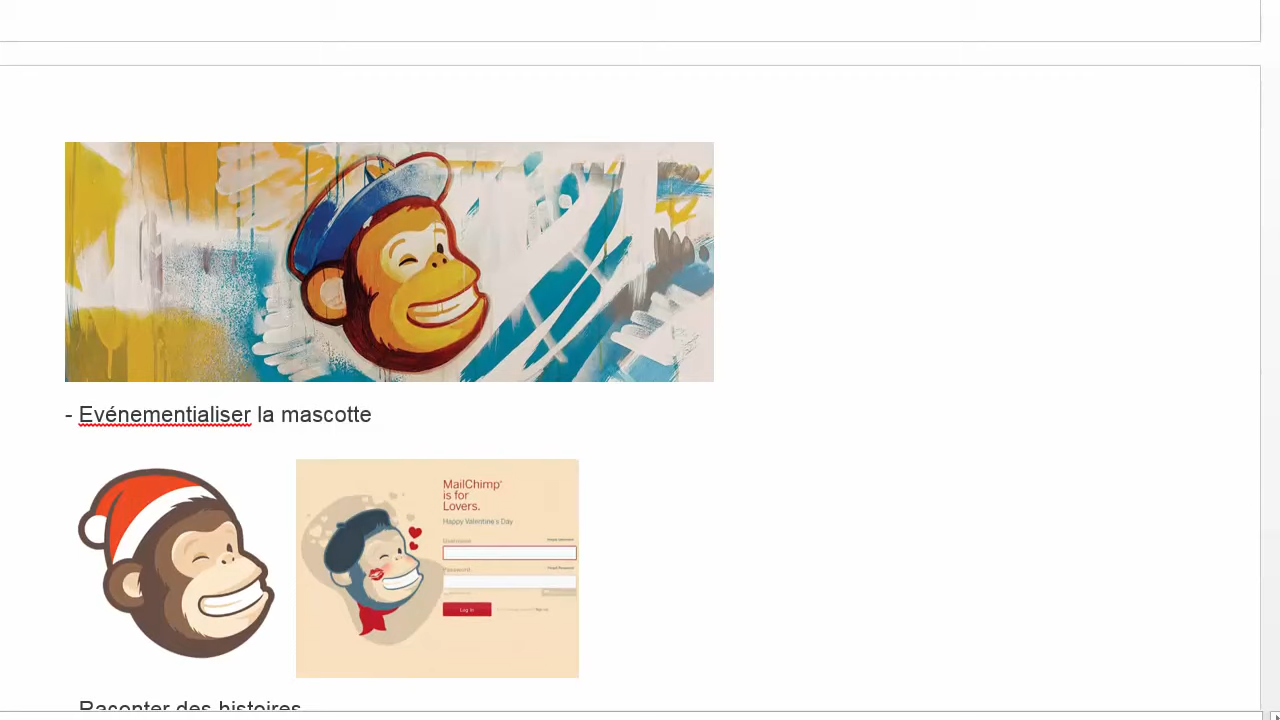 - Evénementialiser la mascotte
MailChimp
is for
Lovers.
Happy Valentine's Day
Username
Password
Log In
Raconter des histoires